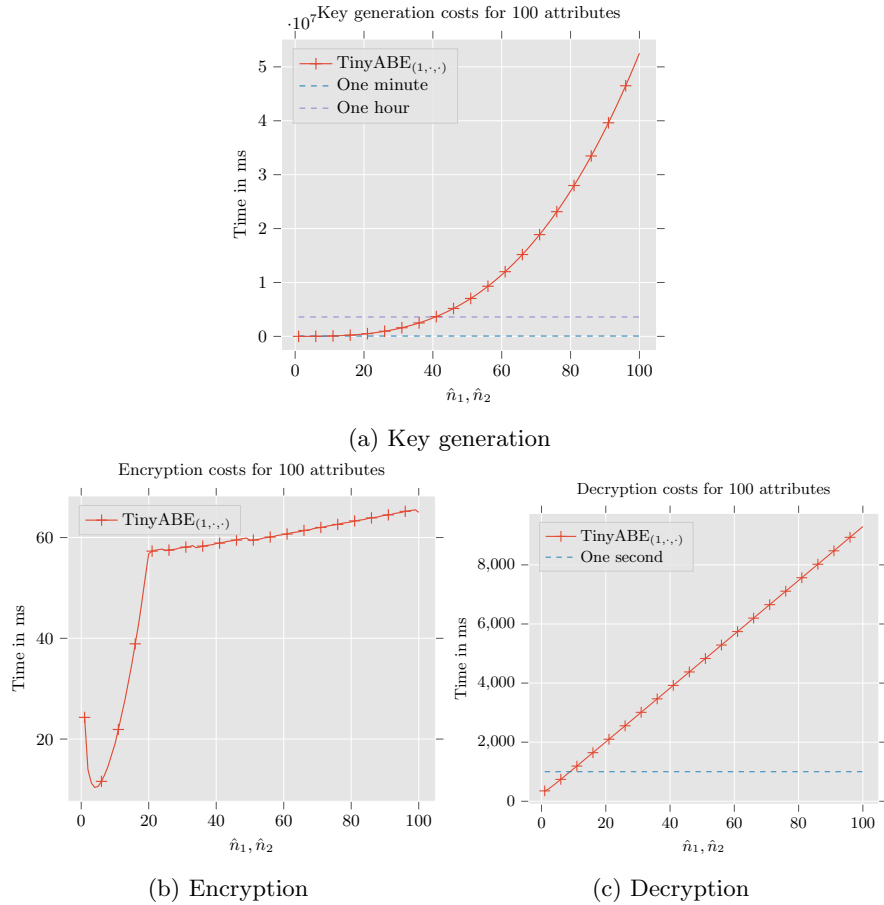 Key generation costs for 100 attributes
·10⁷
TinyABE(1,·,·)
One minute
One hour
5
4
3
2
1
0
Time in ms
0 20 40 60 80 100
n̂₁, n̂₂
(a) Key generation
Encryption costs for 100 attributes
TinyABE(1,·,·)
60
40
20
Time in ms
0 20 40 60 80 100
n̂₁, n̂₂
(b) Encryption
Decryption costs for 100 attributes
TinyABE(1,·,·)
One second
8,000
6,000
4,000
2,000
0
Time in ms
0 20 40 60 80 100
n̂₁, n̂₂
(c) Decryption